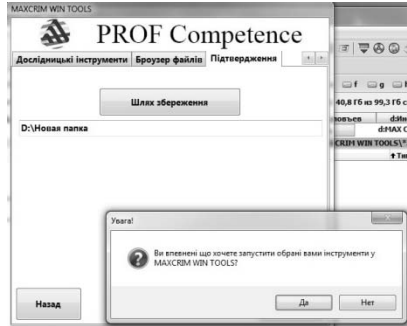 MAXCRIM WIN TOOLS
PROF Competence
Дослідницькі інструменти Броузер файлів Підтвердження
Шлях збереження
D:\Новая папка
f g
40,8 Гб из 99,3 Гб с
d:MAX C
CRIM WIN TOOLS\*
Увага!
Ви впевнені що хочете запустити обрані вами інструменти у
MAXCRIM WIN TOOLS?
Да Нет
Назад